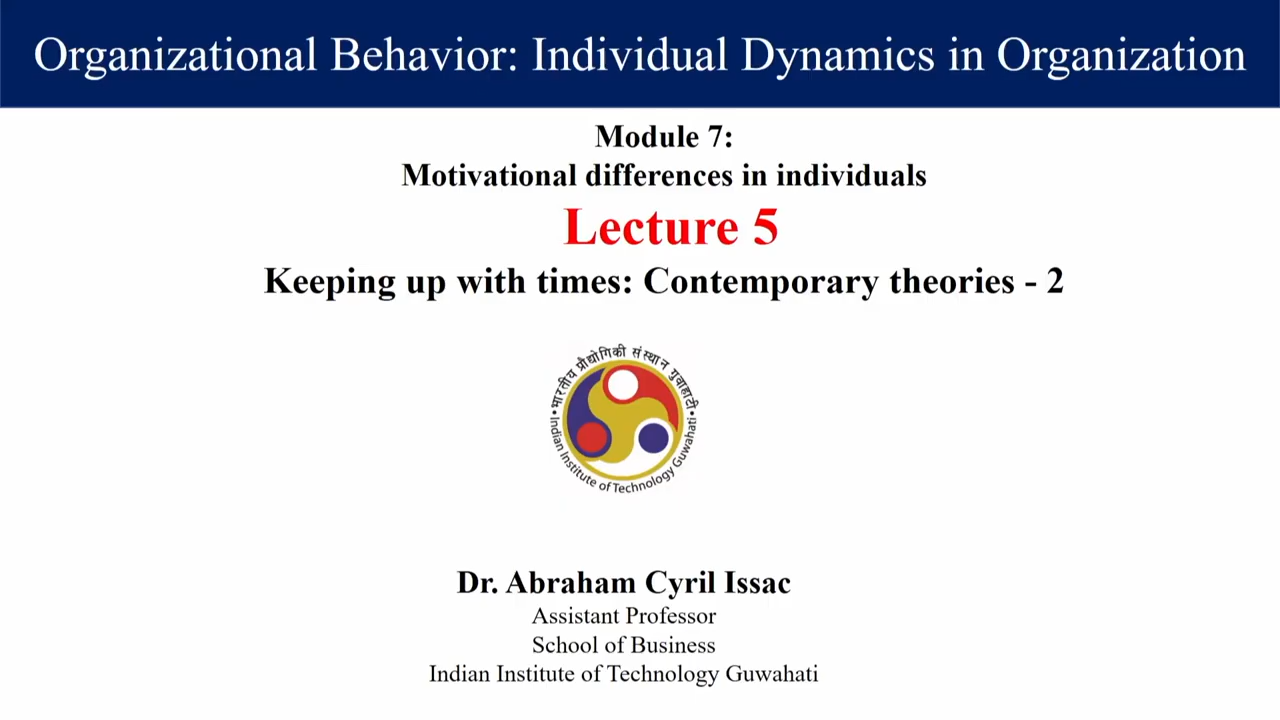 Organizational Behavior: Individual Dynamics in Organization
Module 7:
Motivational differences in individuals
Lecture 5
Keeping up with times: Contemporary theories - 2
भारतीय प्रौद्योगिकी संस्थान गुवाहाटी
Indian Institute of Technology Guwahati
Dr. Abraham Cyril Issac
Assistant Professor
School of Business
Indian Institute of Technology Guwahati